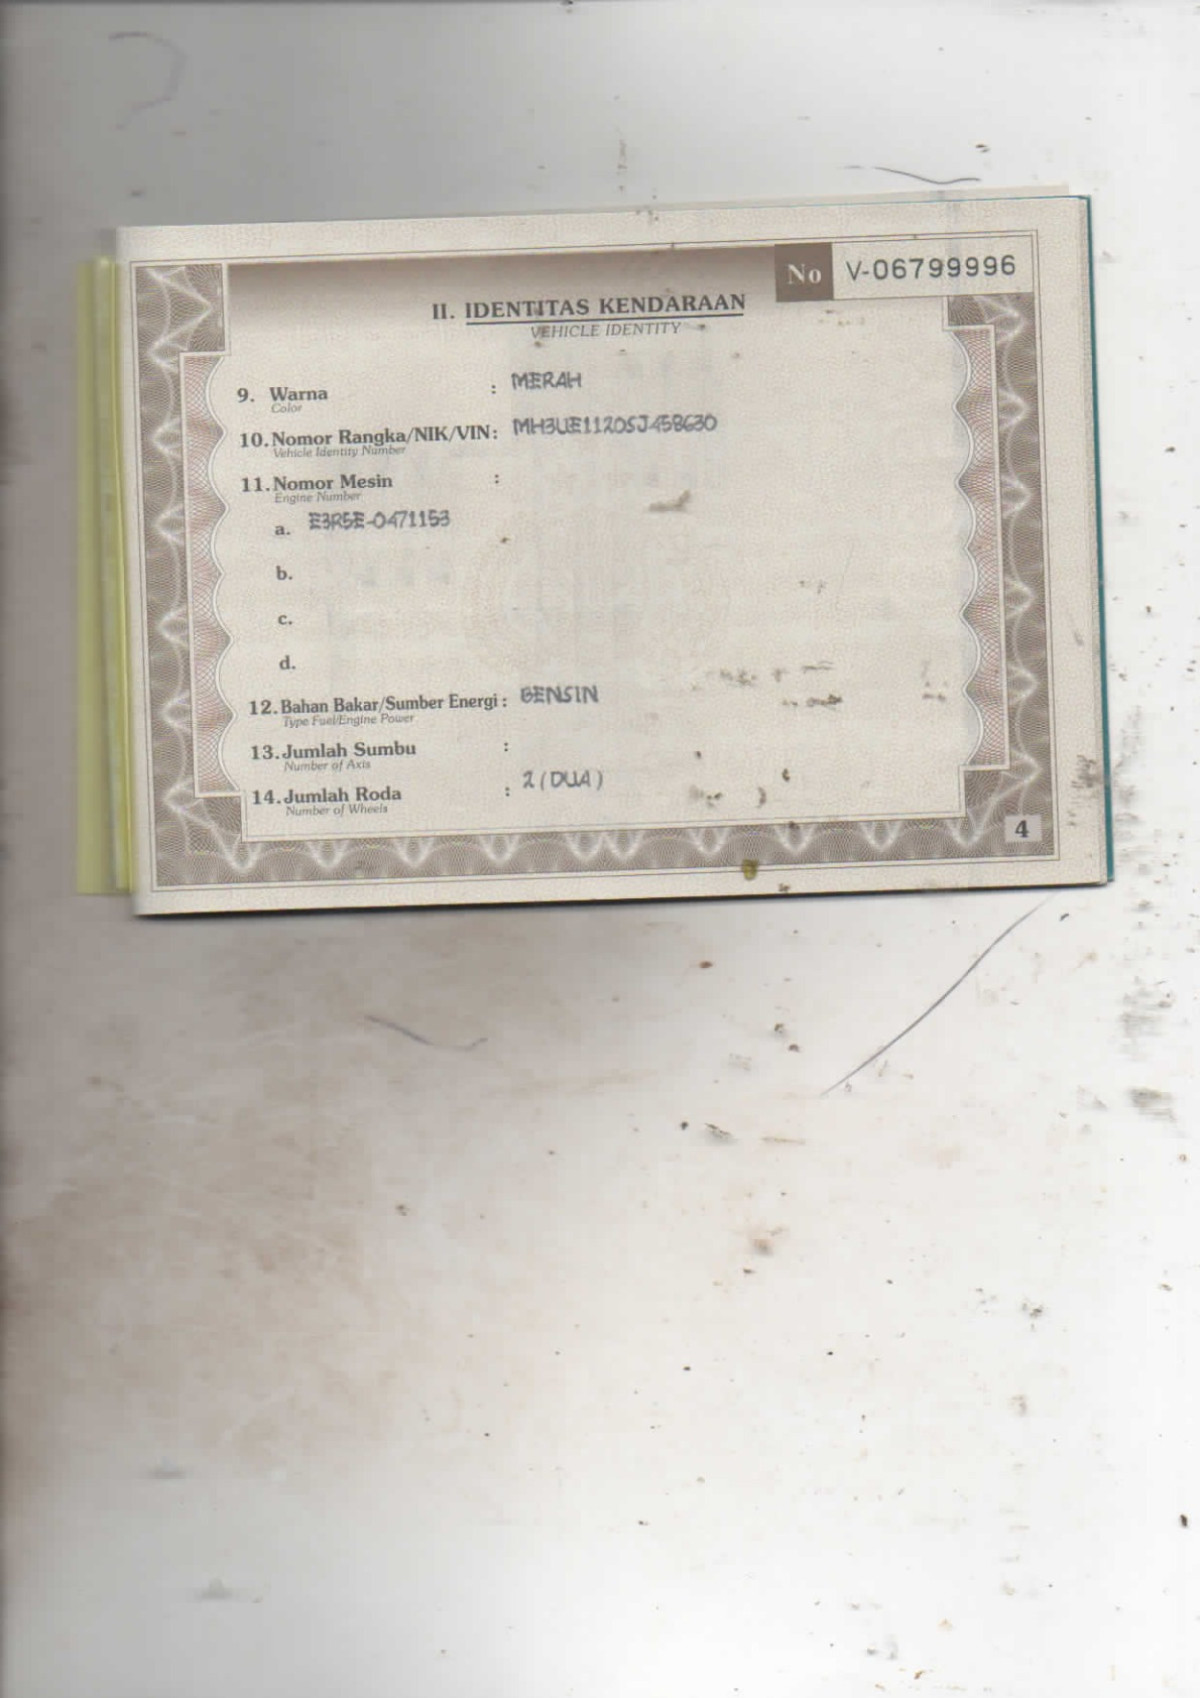 No V-06799996
II. IDENTITAS KENDARAAN
VEHICLE IDENTITY
9. Warna : MERAH
Color
10. Nomor Rangka/NIK/VIN: MH3UE1120SJ458630
Vehicle Identity Number
11. Nomor Mesin :
Engine Number
a. E3R5E-0471153
b.
c.
d.
12. Bahan Bakar/Sumber Energi : BENSIN
Type Fuel/Engine Power
13. Jumlah Sumbu :
Number of Axis
14. Jumlah Roda : 2 (DUA)
Number of Wheels
4